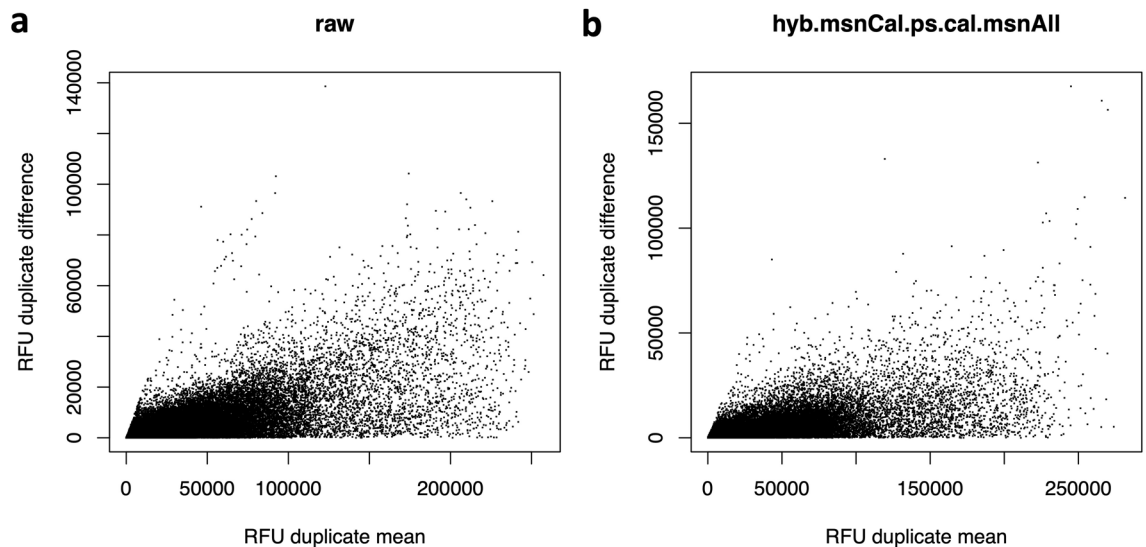 a
raw
RFU duplicate difference
140000
100000
60000
20000
0
0
50000
100000
200000
RFU duplicate mean
b
hyb.msnCal.ps.cal.msnAll
RFU duplicate difference
150000
100000
50000
0
0
50000
150000
250000
RFU duplicate mean